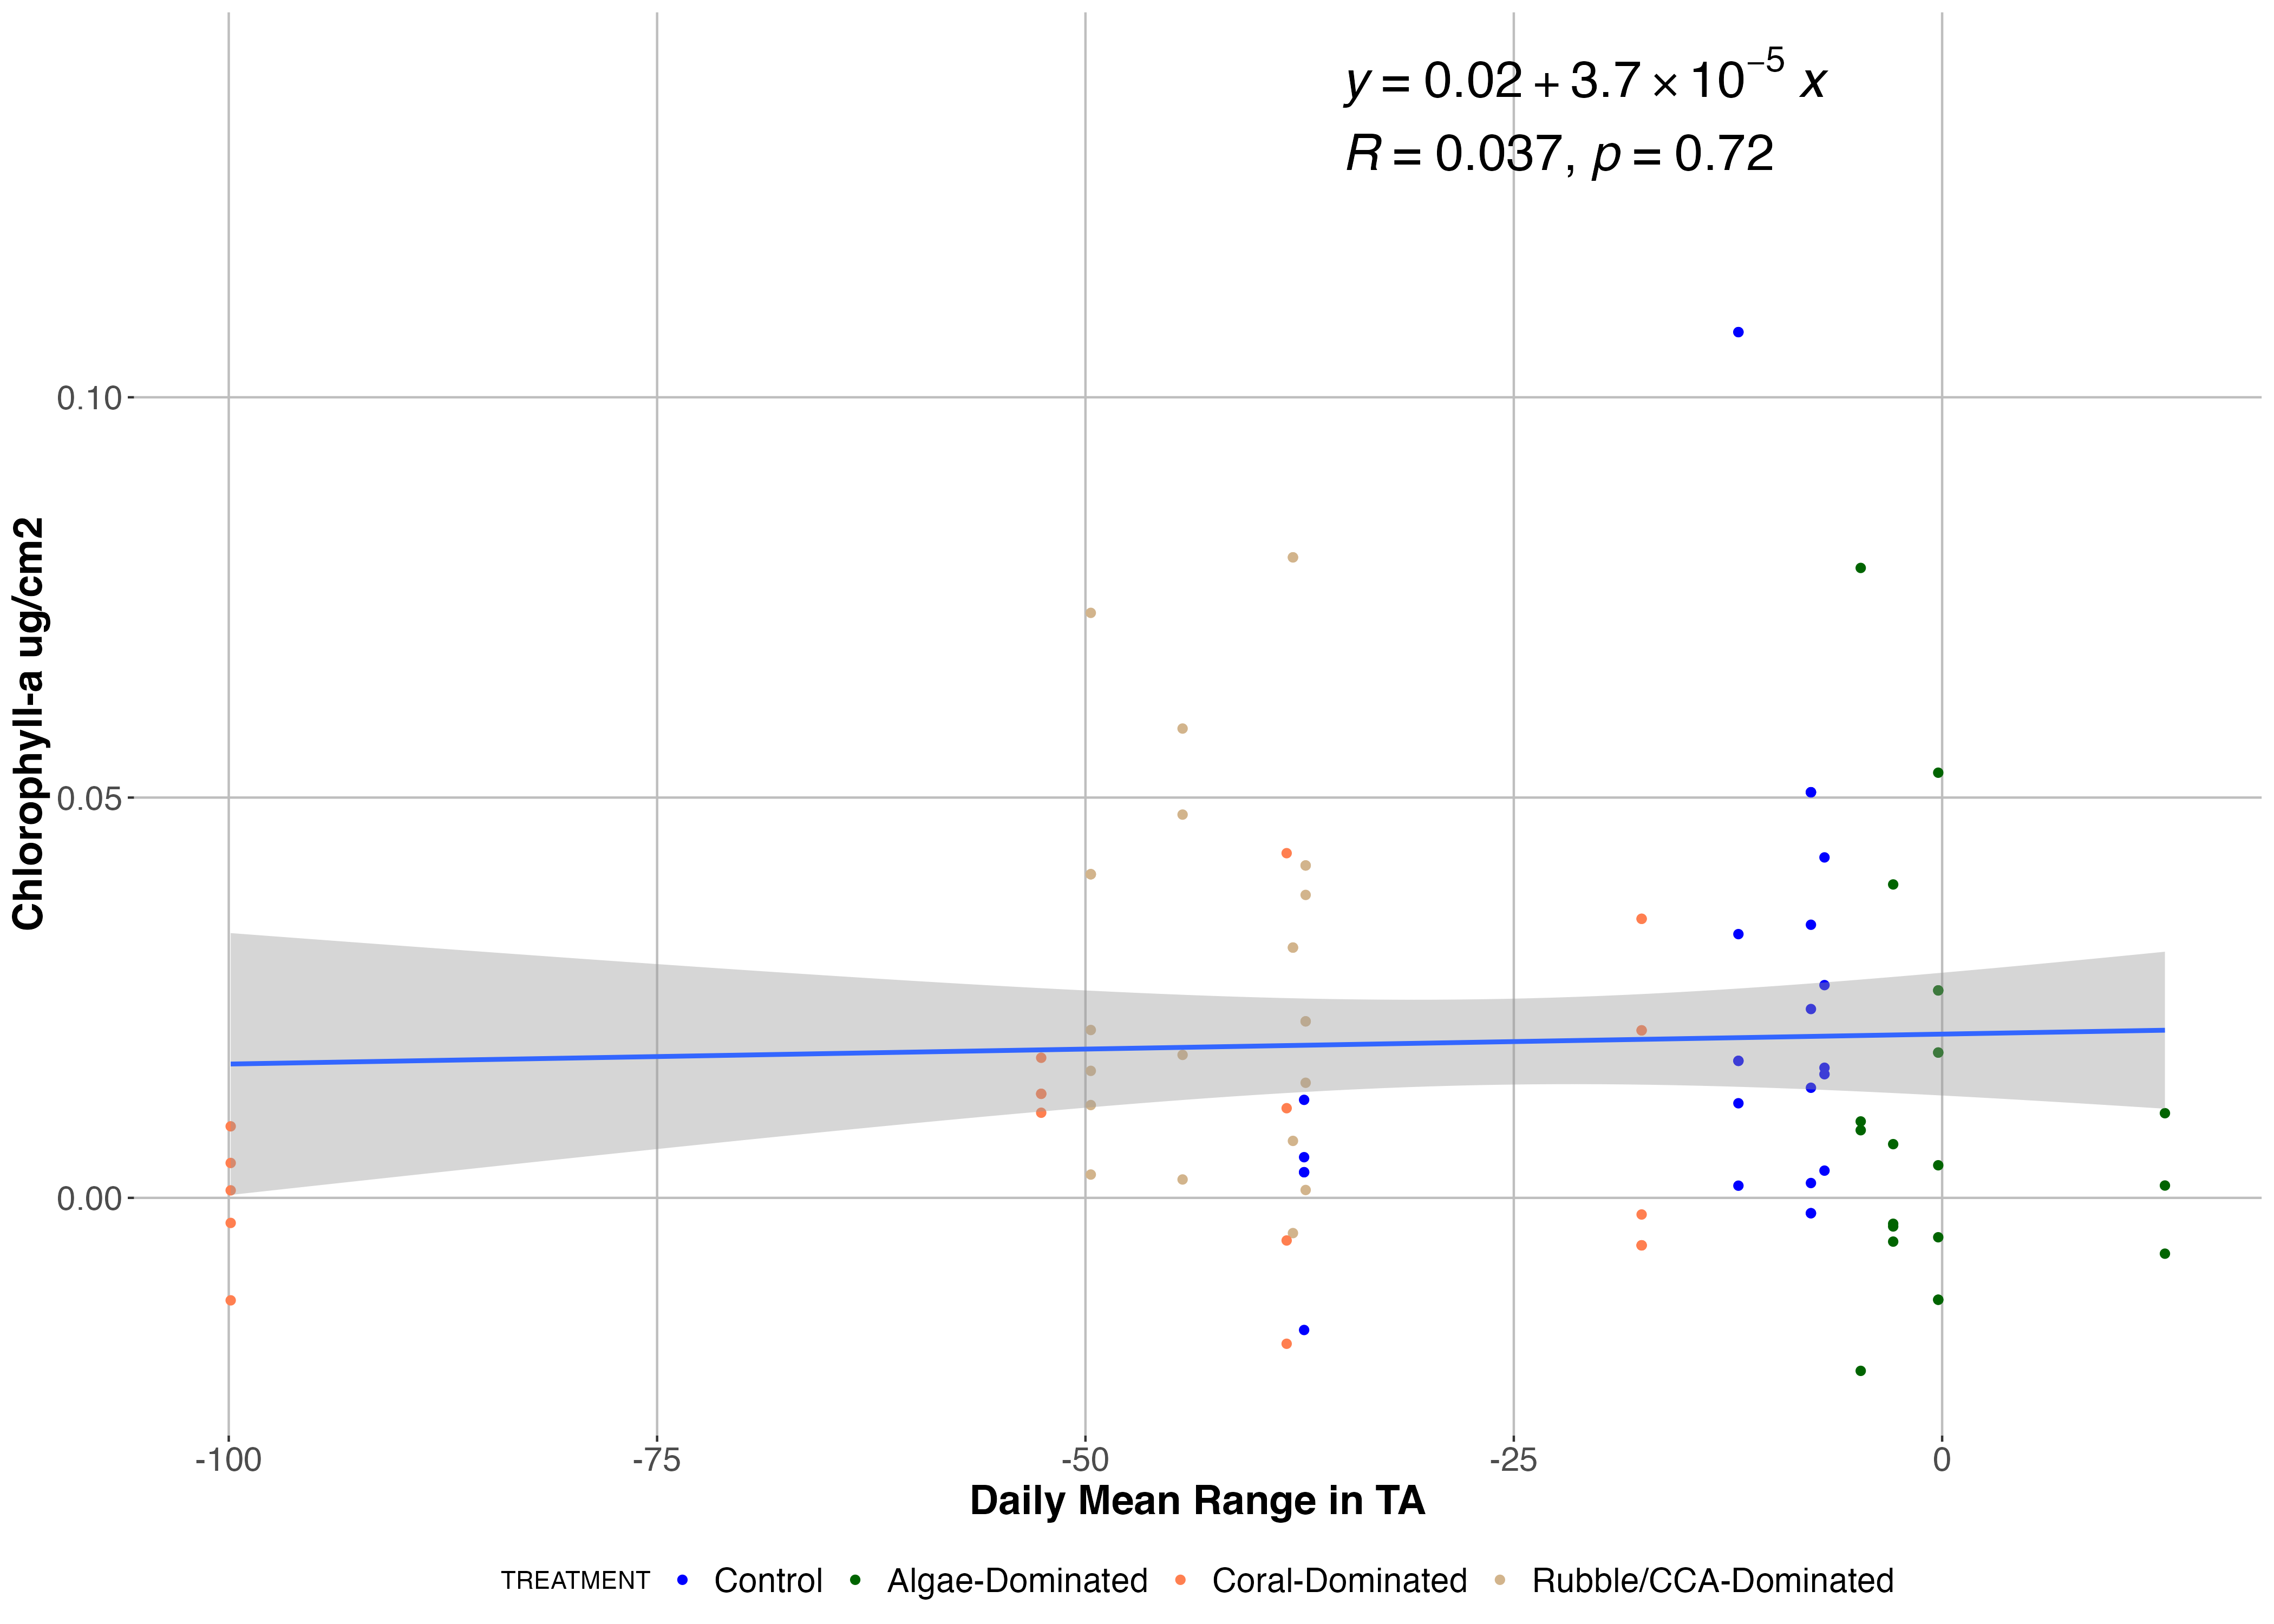 y = 0.02 + 3.7 × 10⁻⁵ x
R = 0.037, p = 0.72
Chlorophyll-a ug/cm2
0.10
0.05
0.00
-100 -75 -50 -25 0
Daily Mean Range in TA
TREATMENT Control Algae-Dominated Coral-Dominated Rubble/CCA-Dominated